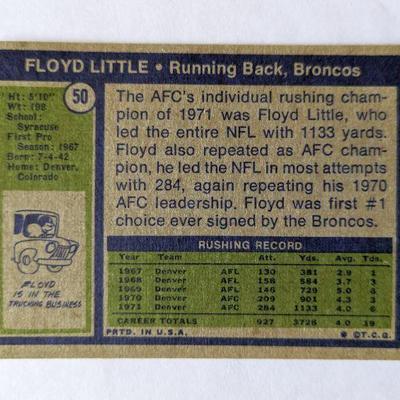 FLOYD LITTLE • Running Back, Broncos
50
Ht: 5'10"
Wt: 196
School:
Syracuse
First Pro
Season: 1967
Born: 7-4-42
Home: Denver,
Colorado
FLOYD
IS IN THE
TRUCKING BUSINESS
The AFC's individual rushing cham-
pion of 1971 was Floyd Little, who
led the entire NFL with 1133 yards.
Floyd also repeated as AFC cham-
pion, he led the NFL in most attempts
with 284, again repeating his 1970
AFC leadership. Floyd was first #1
choice ever signed by the Broncos.
RUSHING RECORD
Year Team Att. Yds. Avg. Tds.
1967 Denver AFL 130 381 2.9 1
1968 Denver AFL 158 584 3.7 3
1969 Denver AFL 146 729 5.0 6
1970 Denver AFC 209 901 4.3 3
1971 Denver AFC 284 1133 4.0 6
CAREER TOTALS 927 3728 4.0 19
PRTD. IN U.S.A. ® ©T.C.G.